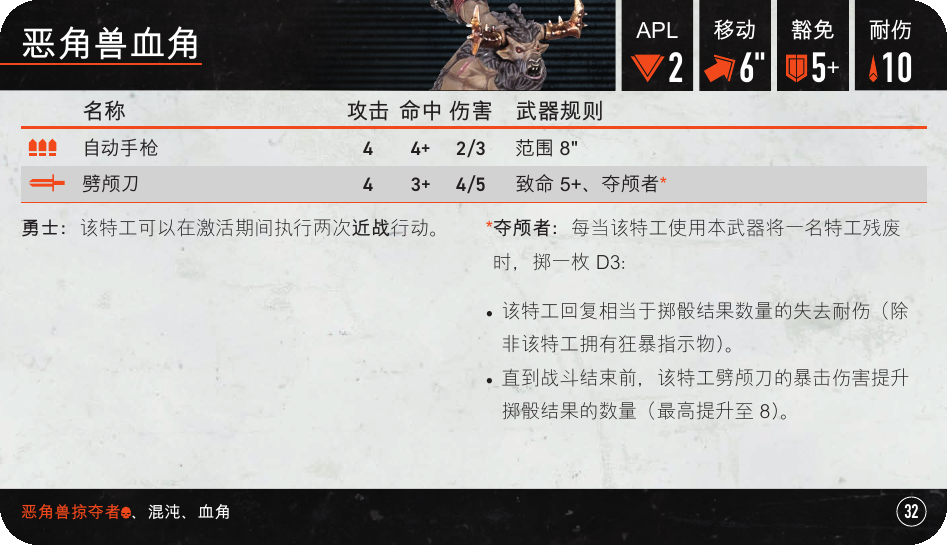 恶角兽血角
APL 移动 豁免 耐伤
2 6" 5+ 10
名称 攻击 命中 伤害 武器规则
自动手枪 4 4+ 2/3 范围 8"
劈颅刀 4 3+ 4/5 致命 5+、夺颅者*
勇士：该特工可以在激活期间执行两次近战行动。
*夺颅者：每当该特工使用本武器将一名特工残废
时，掷一枚 D3:
• 该特工回复相当于掷骰结果数量的失去耐伤（除
非该特工拥有狂暴指示物）。
• 直到战斗结束前，该特工劈颅刀的暴击伤害提升
掷骰结果的数量（最高提升至 8）。
恶角兽掠夺者、混沌、血角
32